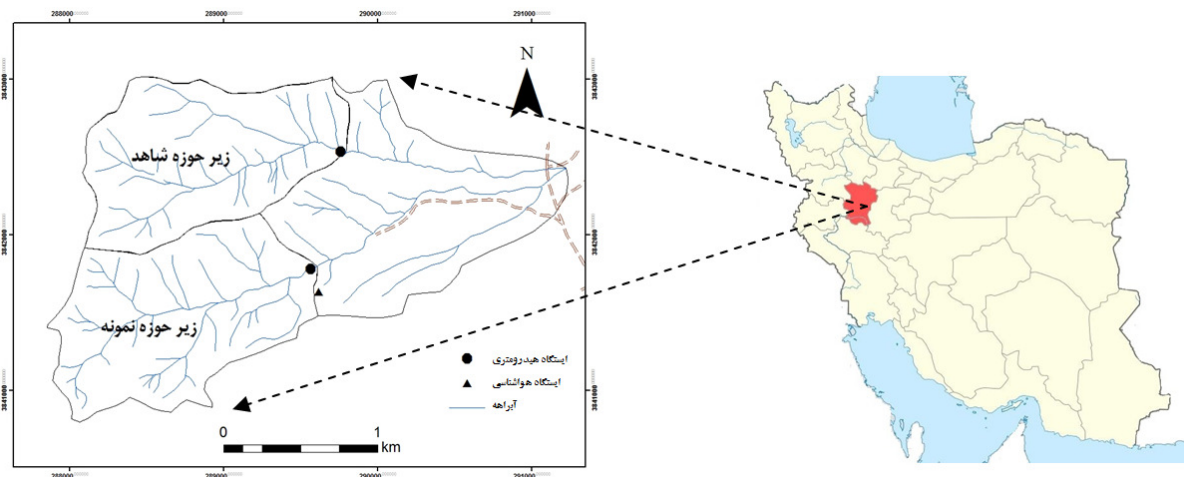 288000 289000 290000 291000
3843000 3843000
N
زیر حوزه شاهد
3842000 3842000
زیر حوزه نمونه
ایستگاه هیدرومتری
ایستگاه هواشناسی
آبراهه
3841000 3841000
0 1
km
288000 289000 290000 291000